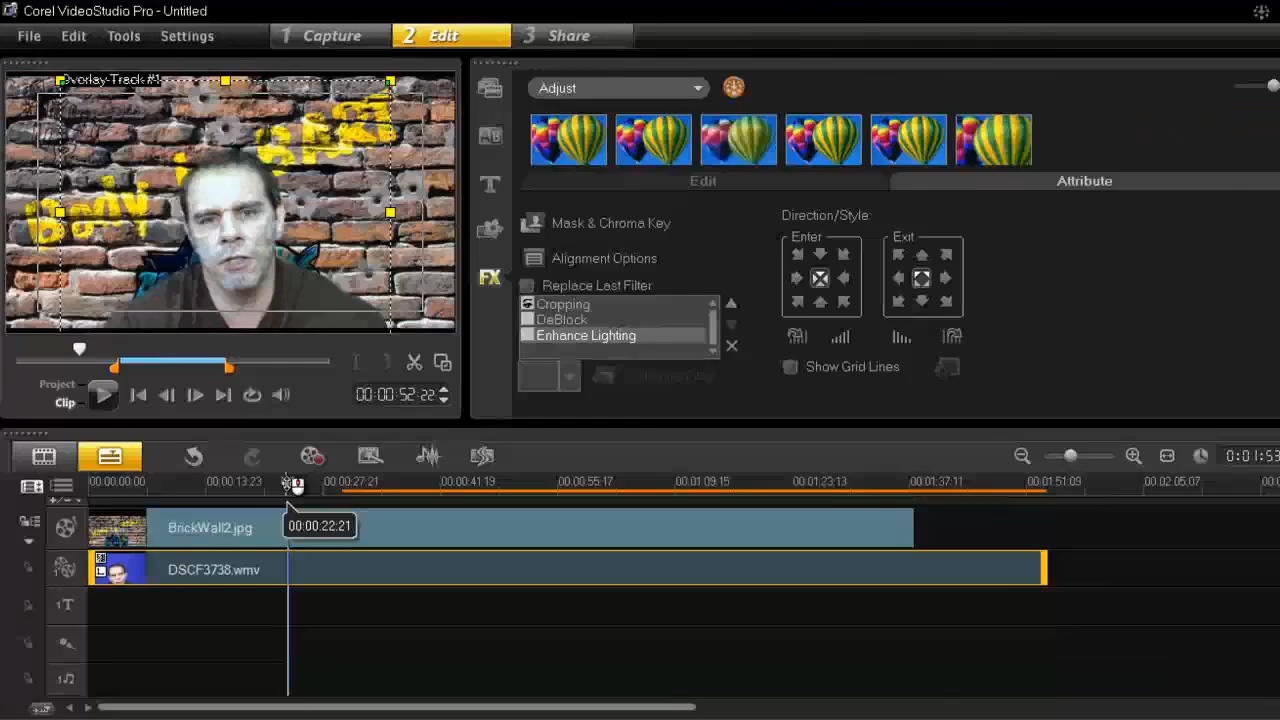 Corel VideoStudio Pro - Untitled
File Edit Tools Settings 1 Capture 2 Edit 3 Share
Overlay Track #1
Adjust
Edit Attribute
Mask & Chroma Key
Alignment Options
Replace Last Filter
Cropping
DeBlock
Enhance Lighting
Direction/Style:
Enter Exit
Show Grid Lines
Project
Clip
00:00:52:22
0:01:53
00:00:00:00 00:00:13:23 00:00:27:21 00:00:41:19 00:00:55:17 00:01:09:15 00:01:23:13 00:01:37:11 00:01:51:09 00:02:05:07
00:00:22:21
BrickWall2.jpg
DSCF3738.wmv